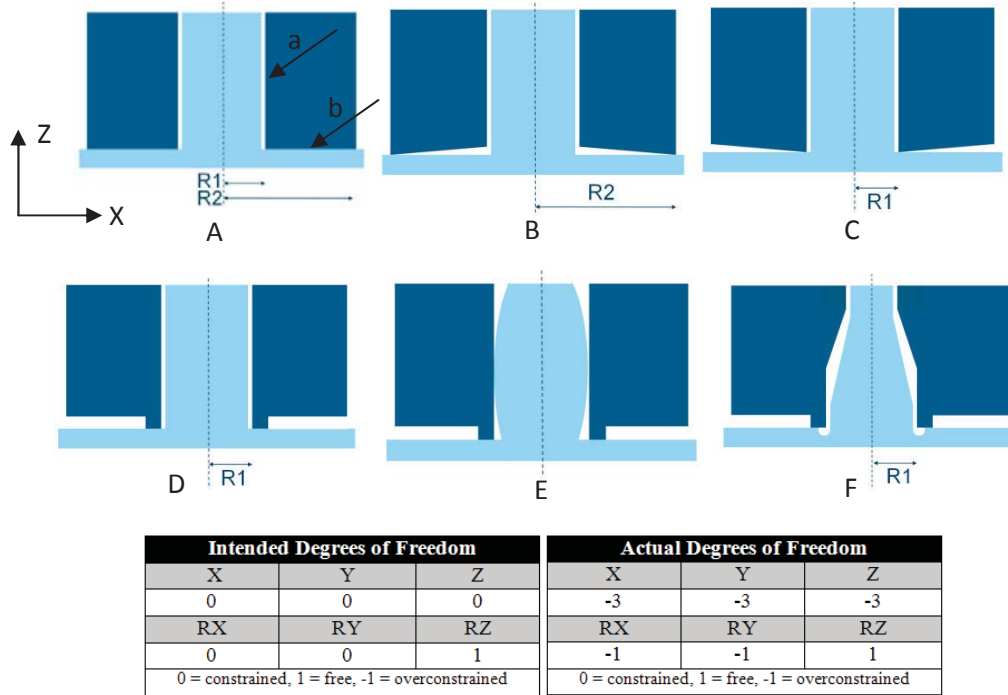 a
b
Z
X
R1
R2
A
R2
B
R1
C
R1
D
E
R1
F
Intended Degrees of Freedom
X Y Z
0 0 0
RX RY RZ
0 0 1
0 = constrained, 1 = free, -1 = overconstrained
Actual Degrees of Freedom
X Y Z
-3 -3 -3
RX RY RZ
-1 -1 1
0 = constrained, 1 = free, -1 = overconstrained